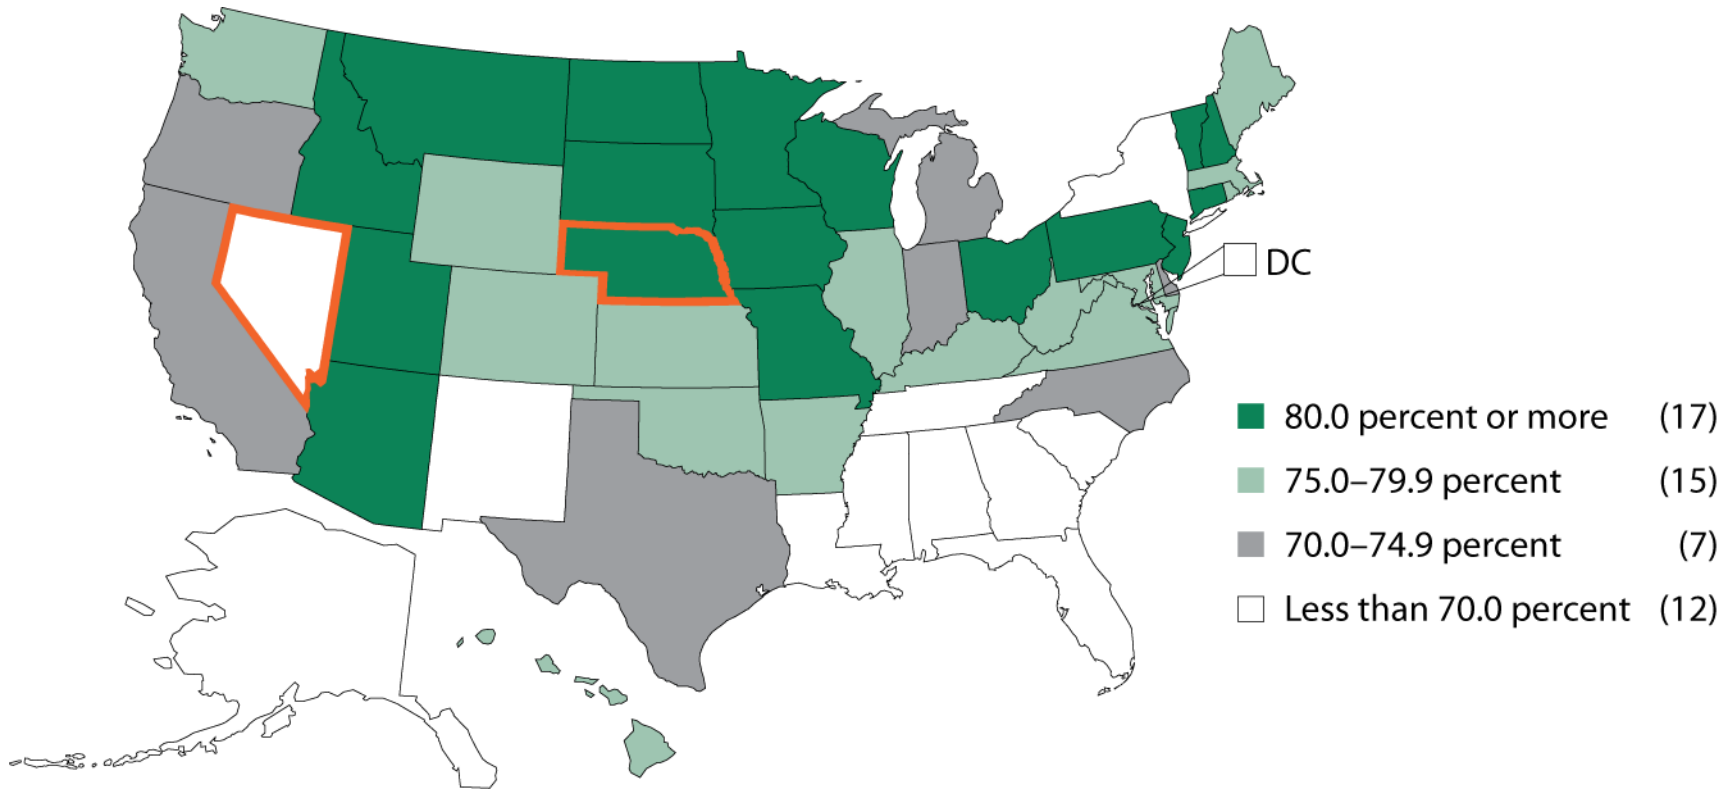 DC
80.0 percent or more (17)
75.0–79.9 percent (15)
70.0–74.9 percent (7)
Less than 70.0 percent (12)